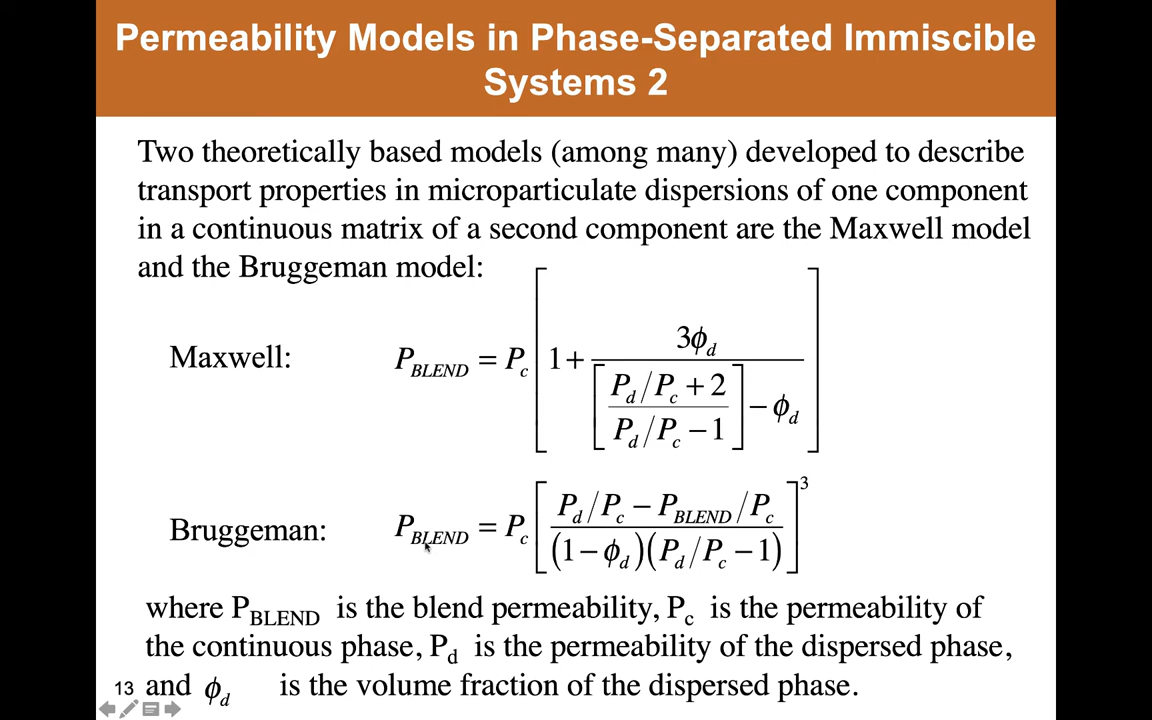 Permeability Models in Phase-Separated Immiscible
Systems 2
Two theoretically based models (among many) developed to describe
transport properties in microparticulate dispersions of one component
in a continuous matrix of a second component are the Maxwell model
and the Bruggeman model:
Maxwell: P_BLEND = P_c [ 1 + 3ϕ_d / ( [ (P_d/P_c + 2) / (P_d/P_c − 1) ] − ϕ_d ) ]
Bruggeman: P_BLEND = P_c [ (P_d/P_c − P_BLEND/P_c) / ((1 − ϕ_d)(P_d/P_c − 1)) ]^3
where P_BLEND is the blend permeability, P_c is the permeability of
the continuous phase, P_d is the permeability of the dispersed phase,
13 and ϕ_d is the volume fraction of the dispersed phase.